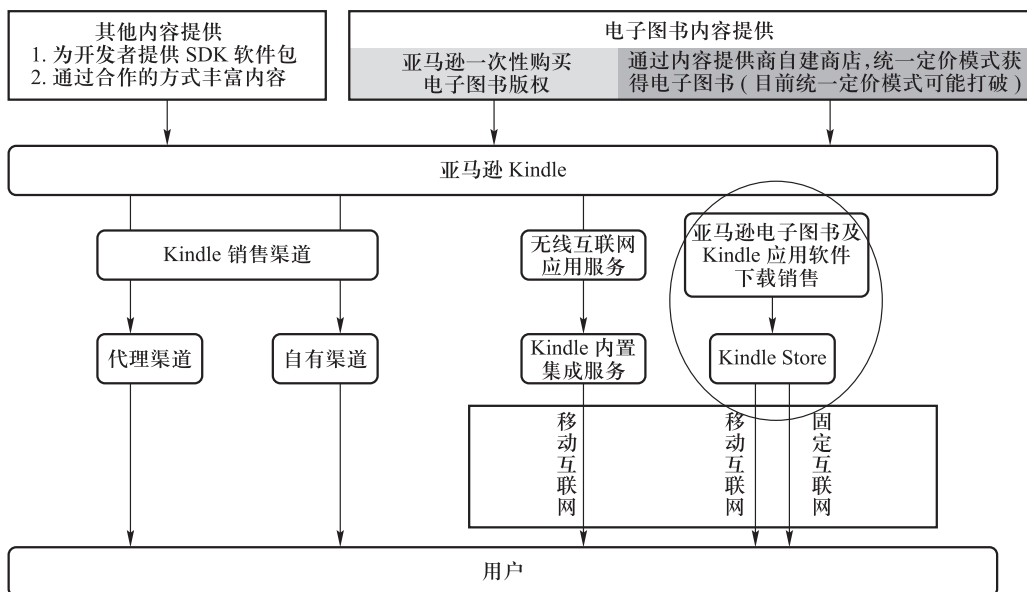 其他内容提供
1. 为开发者提供 SDK 软件包
2. 通过合作的方式丰富内容
电子图书内容提供
亚马逊一次性购买
电子图书版权
通过内容提供商自建商店,统一定价模式获
得电子图书(目前统一定价模式可能打破)
亚马逊 Kindle
Kindle 销售渠道
无线互联网
应用服务
亚马逊电子图书及
Kindle 应用软件
下载销售
代理渠道
自有渠道
Kindle 内置
集成服务
Kindle Store
移动互联网
移动互联网
固定互联网
用户